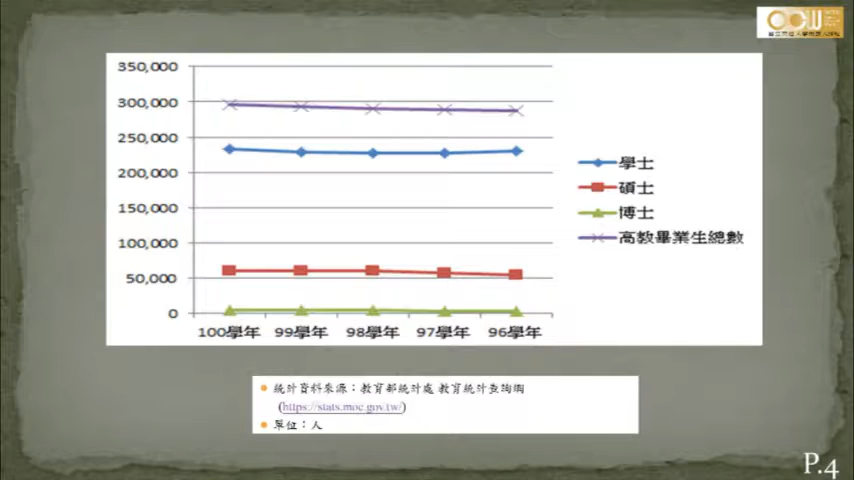 OCW
350,000
300,000
250,000
200,000
150,000
100,000
50,000
0
100學年 99學年 98學年 97學年 96學年
學士
碩士
博士
高教畢業生總數
統計資料來源：教育部統計處 教育統計查詢網
(https://stats.moe.gov.tw/)
單位：人
P.4